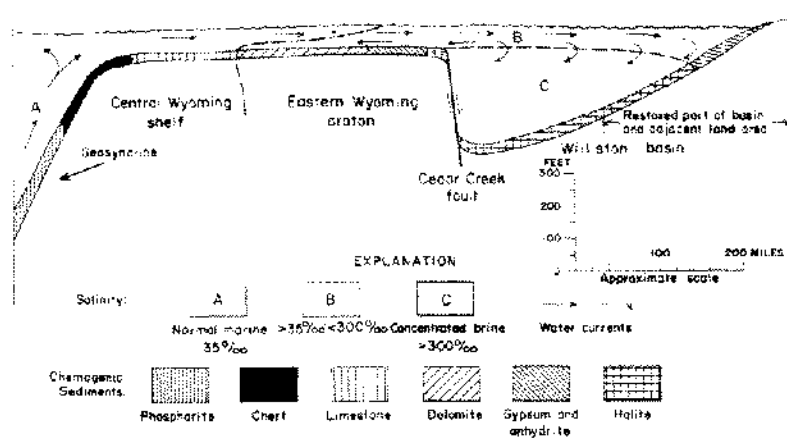 B
A
C
Central Wyoming
shelf
Eastern Wyoming
craton
Restored part of basin
and adjacent land area
Geosyncline
Williston basin
Cedar Creek
fault
FEET
300
200
100
0
100
200 MILES
Approximate scale
EXPLANATION
Salinity:
A
B
C
Normal marine
35‰
>35‰<300‰
Concentrated brine
>300‰
Water currents
Chemogenic
Sediments:
Phosphorite
Chert
Limestone
Dolomite
Gypsum and
anhydrite
Halite